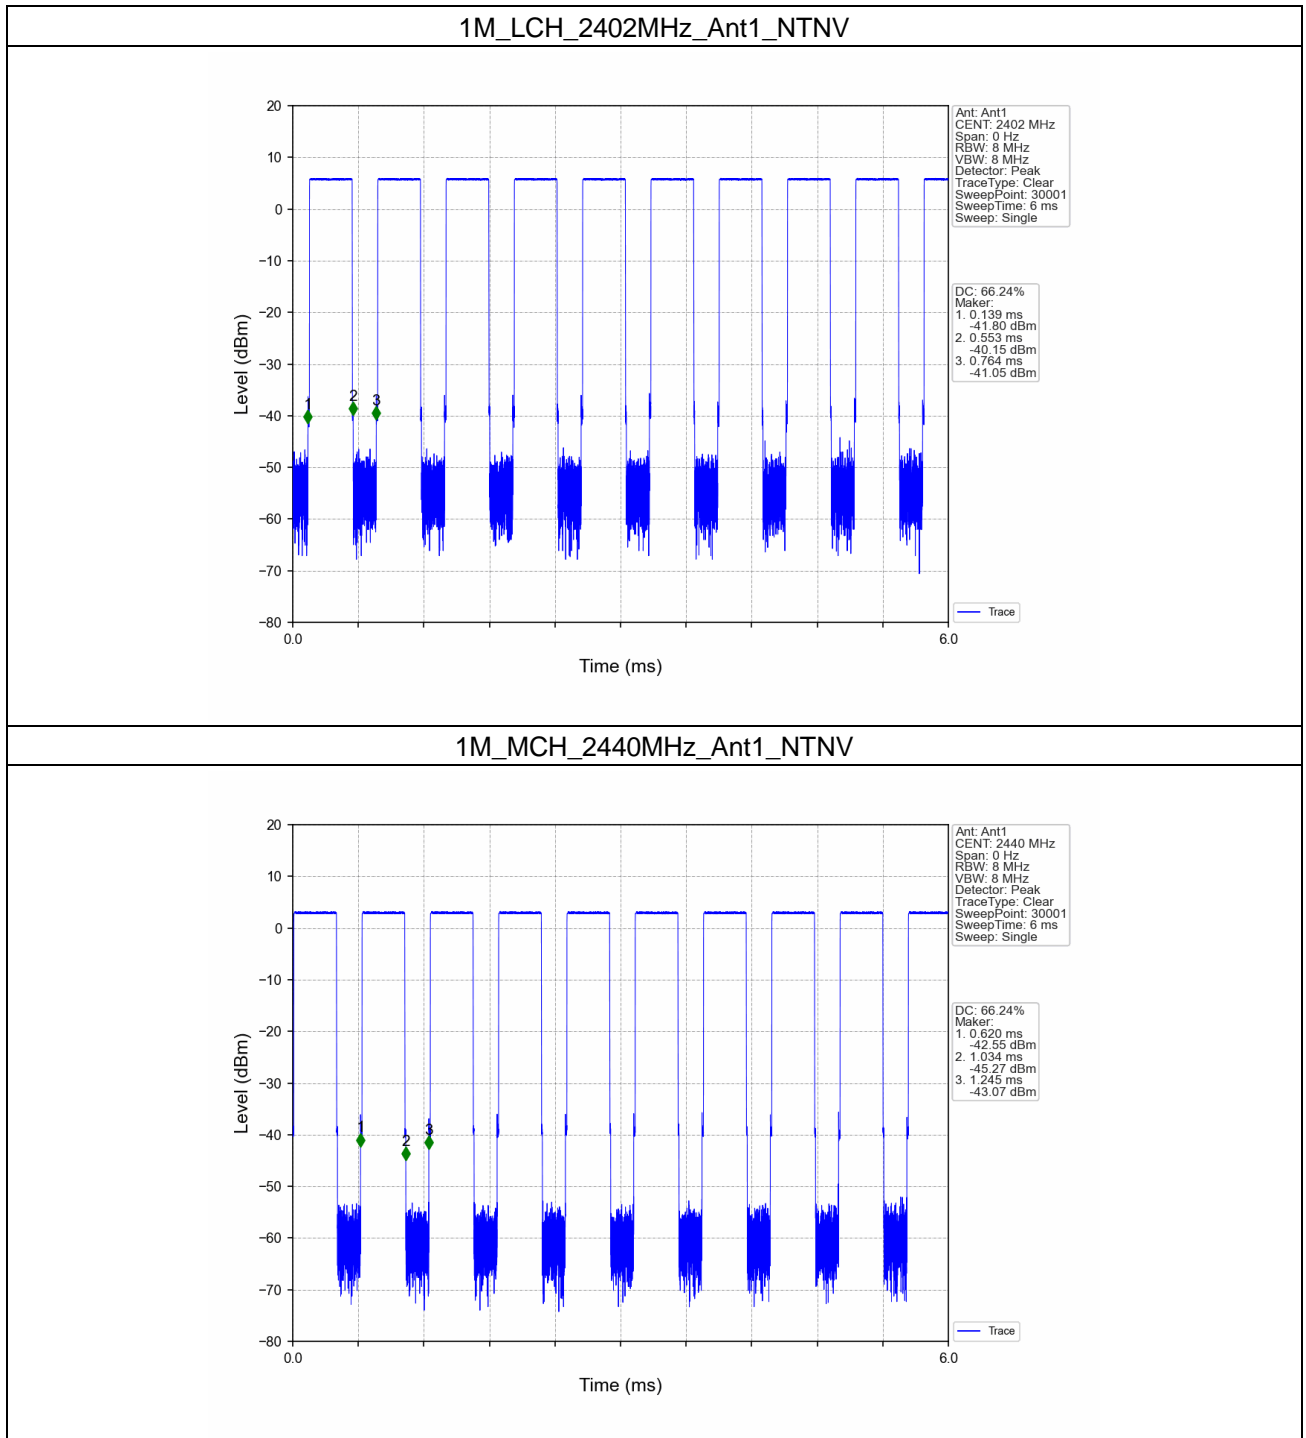 1M_LCH_2402MHz_Ant1_NTNV
20
10
0
−10
−20
−30
−40
−50
−60
−70
−80
Level (dBm)
0.0
6.0
Time (ms)
1
2
3
Ant: Ant1
CENT: 2402 MHz
Span: 0 Hz
RBW: 8 MHz
VBW: 8 MHz
Detector: Peak
TraceType: Clear
SweepPoint: 30001
SweepTime: 6 ms
Sweep: Single
DC: 66.24%
Maker:
1. 0.139 ms
-41.80 dBm
2. 0.553 ms
-40.15 dBm
3. 0.764 ms
-41.05 dBm
Trace
1M_MCH_2440MHz_Ant1_NTNV
20
10
0
−10
−20
−30
−40
−50
−60
−70
−80
Level (dBm)
0.0
6.0
Time (ms)
1
2
3
Ant: Ant1
CENT: 2440 MHz
Span: 0 Hz
RBW: 8 MHz
VBW: 8 MHz
Detector: Peak
TraceType: Clear
SweepPoint: 30001
SweepTime: 6 ms
Sweep: Single
DC: 66.24%
Maker:
1. 0.620 ms
-42.55 dBm
2. 1.034 ms
-45.27 dBm
3. 1.245 ms
-43.07 dBm
Trace